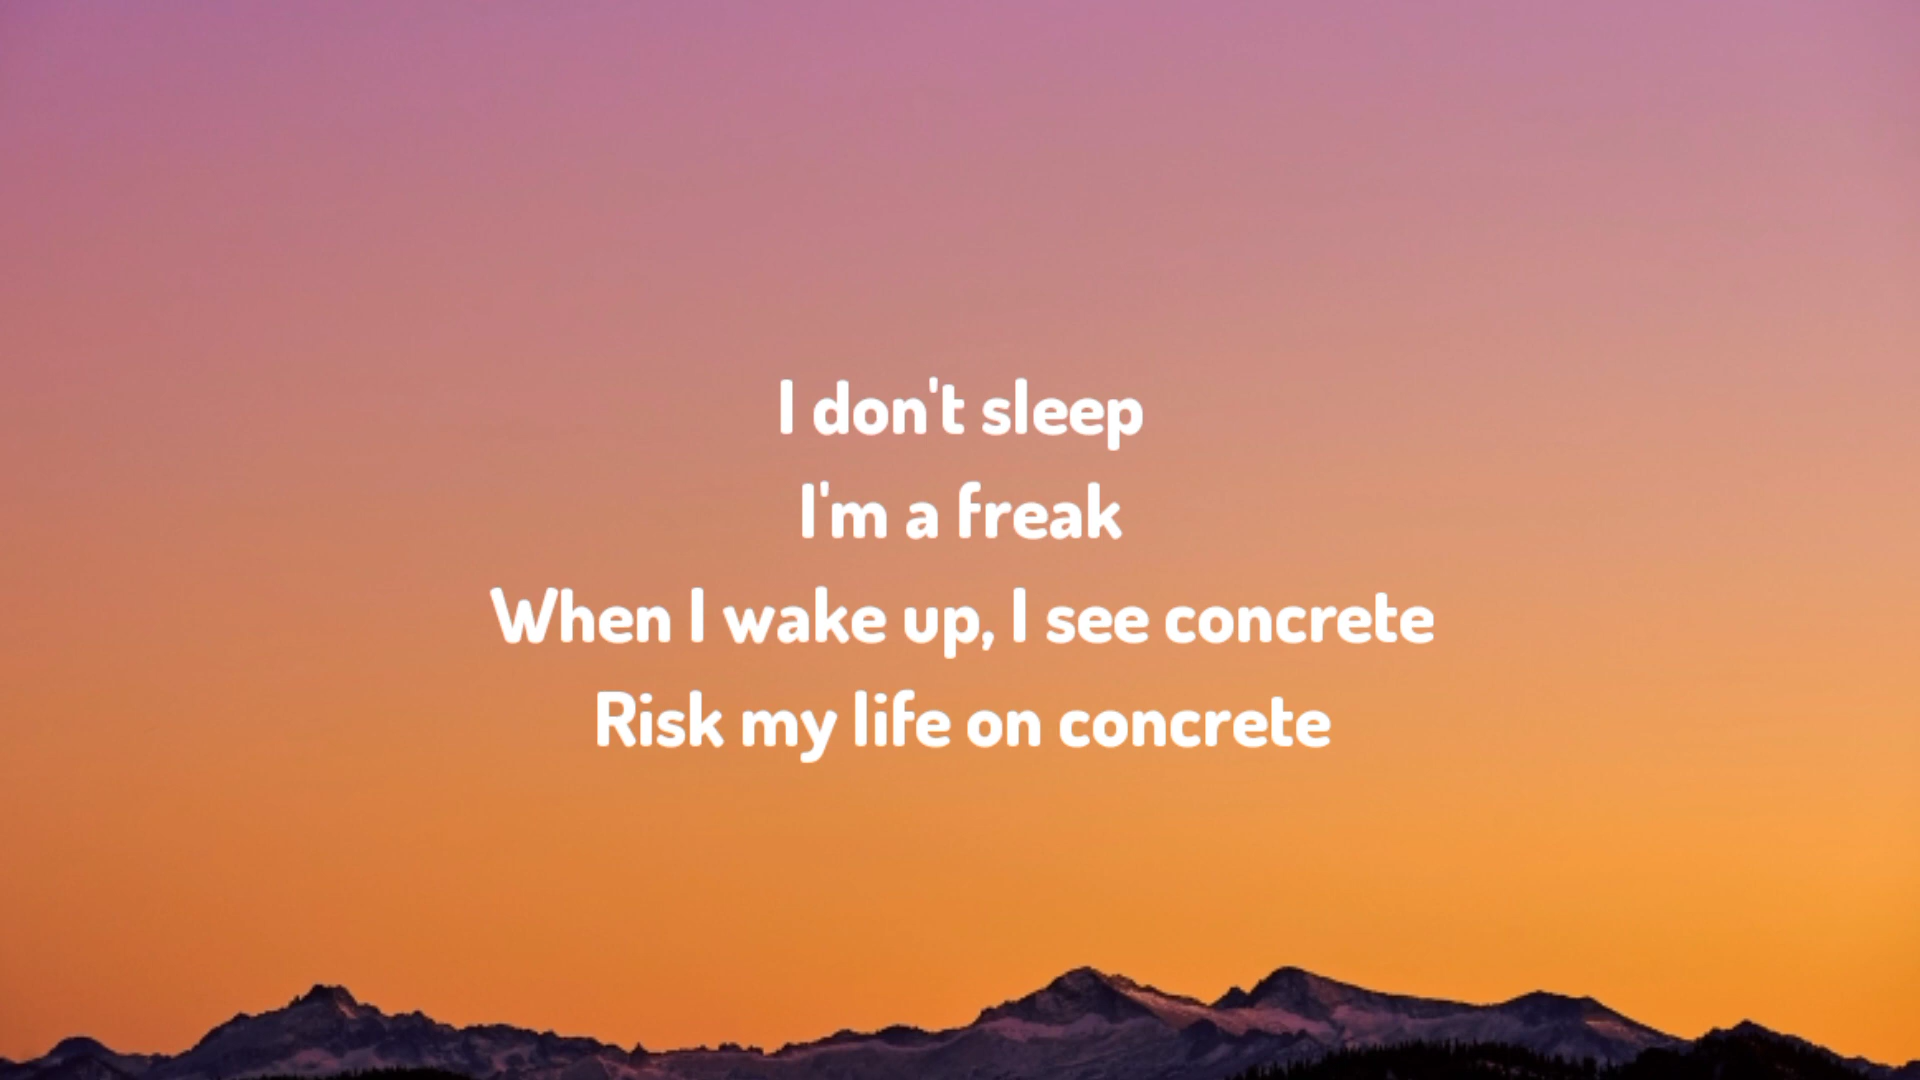 I don't sleep
I'm a freak
When I wake up, I see concrete
Risk my life on concrete